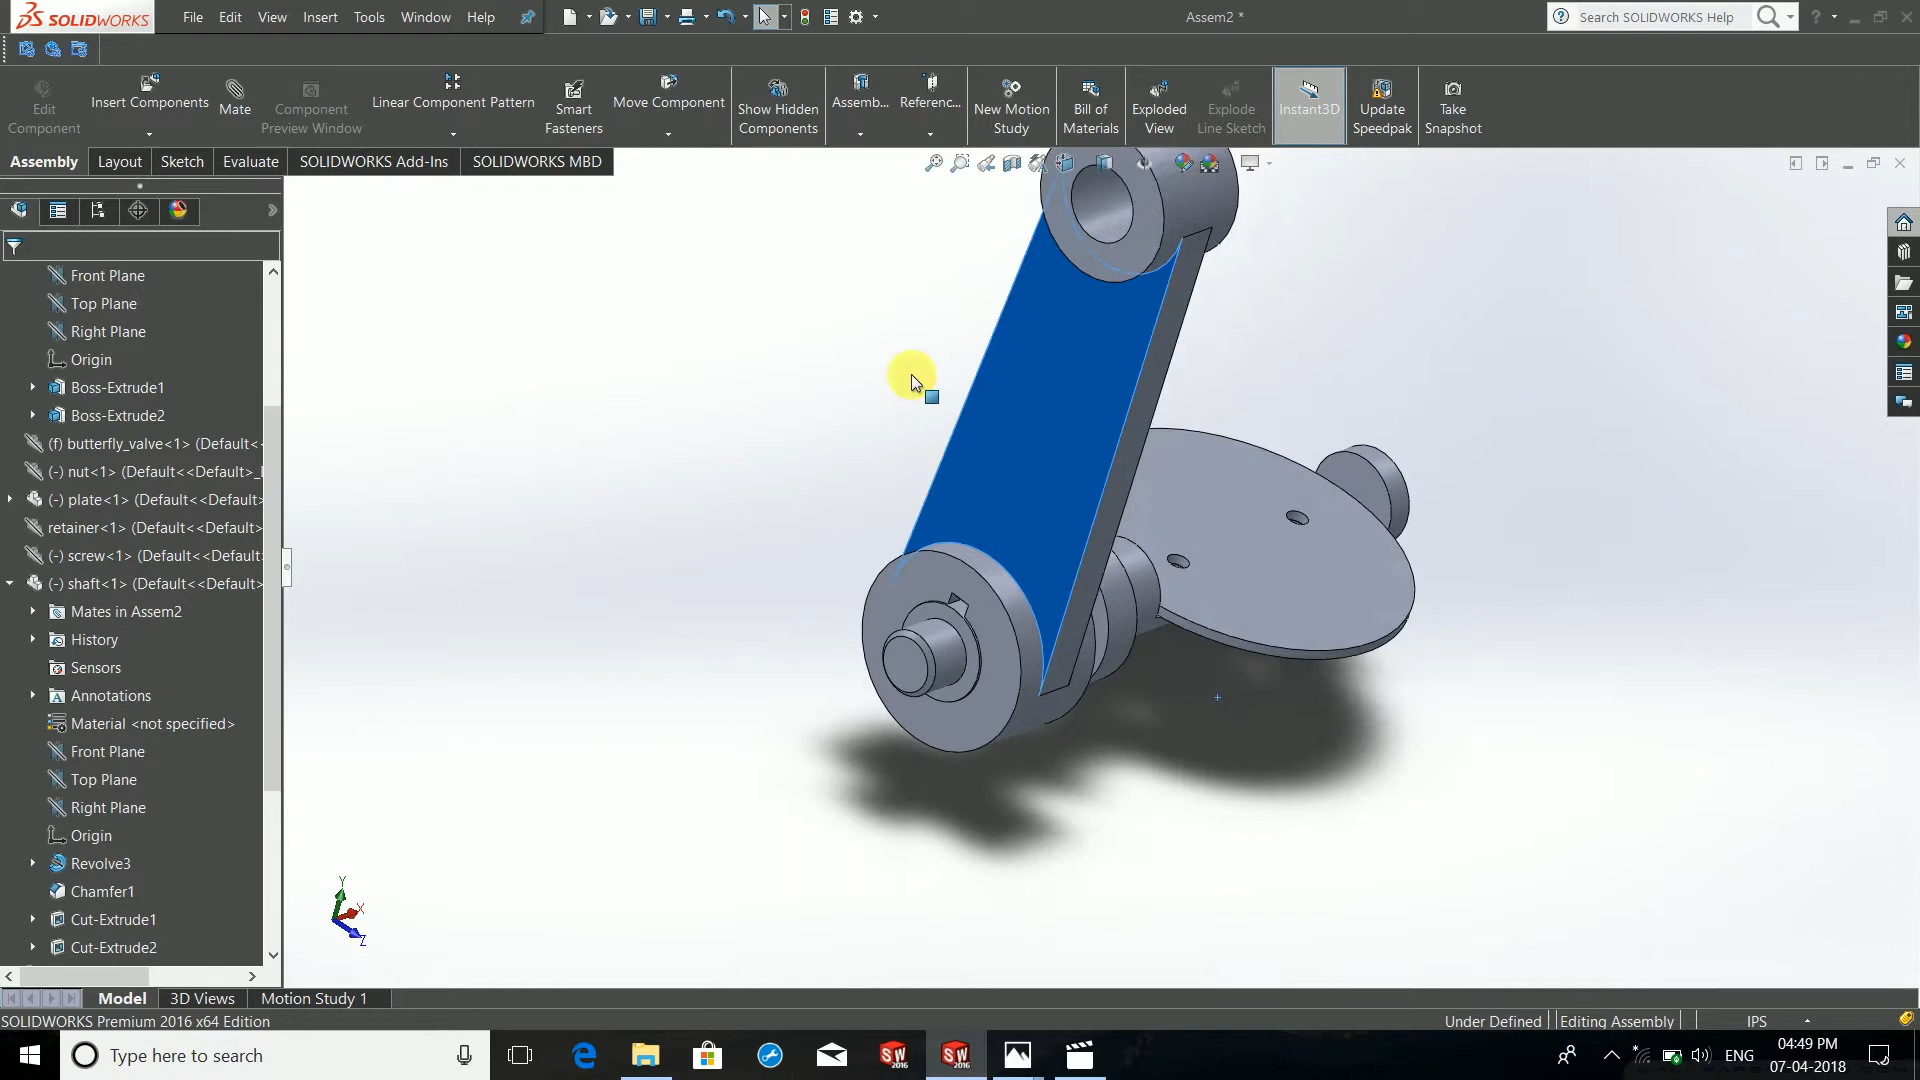 SOLIDWORKS
File Edit View Insert Tools Window Help
Assem2 *
Search SOLIDWORKS Help
Edit Component
Insert Components
Mate
Component Preview Window
Linear Component Pattern
Smart Fasteners
Move Component
Show Hidden Components
Assemb...
Referenc...
New Motion Study
Bill of Materials
Exploded View
Explode Line Sketch
Instant3D
Update Speedpak
Take Snapshot
Assembly Layout Sketch Evaluate SOLIDWORKS Add-Ins SOLIDWORKS MBD
Front Plane
Top Plane
Right Plane
Origin
Boss-Extrude1
Boss-Extrude2
(f) butterfly_valve<1> (Default<
(-) nut<1> (Default<<Default>_
(-) plate<1> (Default<<Default>
retainer<1> (Default<<Default>
(-) screw<1> (Default<<Default
(-) shaft<1> (Default<<Default>
Mates in Assem2
History
Sensors
Annotations
Material <not specified>
Front Plane
Top Plane
Right Plane
Origin
Revolve3
Chamfer1
Cut-Extrude1
Cut-Extrude2
Y
X
Z
Model 3D Views Motion Study 1
SOLIDWORKS Premium 2016 x64 Edition
Under Defined Editing Assembly IPS
Type here to search
SW 2016
SW 2016
ENG
04:49 PM
07-04-2018